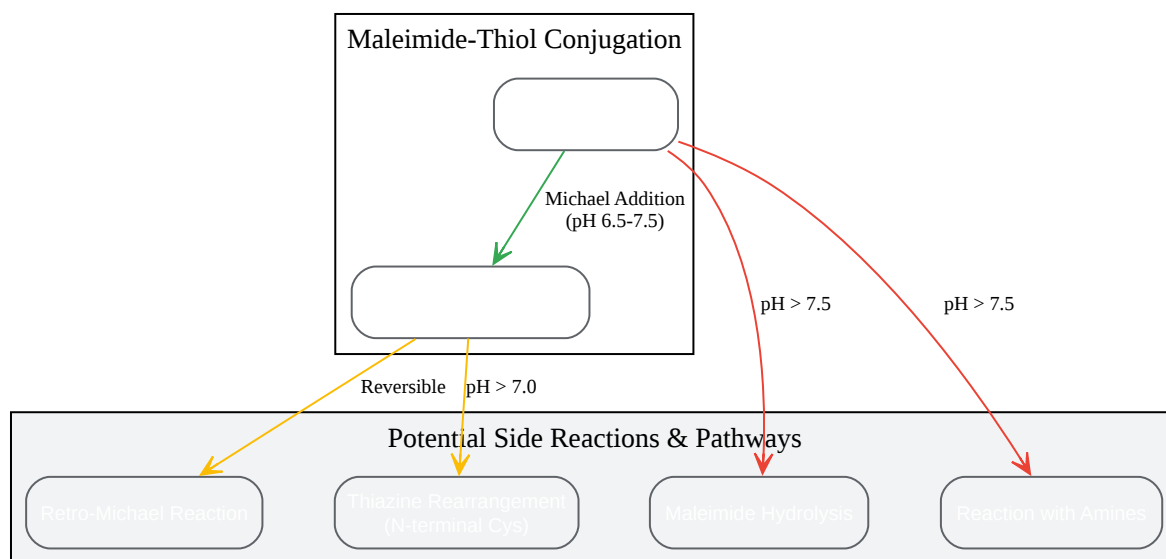 Maleimide-Thiol Conjugation
Michael Addition
(pH 6.5-7.5)
pH > 7.5
pH > 7.5
Reversible
pH > 7.0
Potential Side Reactions & Pathways
Retro-Michael Reaction
Thiazine Rearrangement
(N-terminal Cys)
Maleimide Hydrolysis
Reaction with Amines